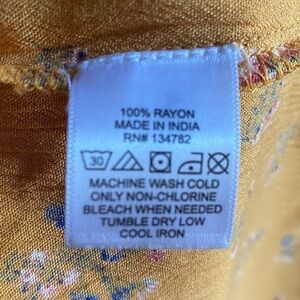 100% RAYON
MADE IN INDIA
RN# 134782
30
MACHINE WASH COLD
ONLY NON-CHLORINE
BLEACH WHEN NEEDED
TUMBLE DRY LOW
COOL IRON